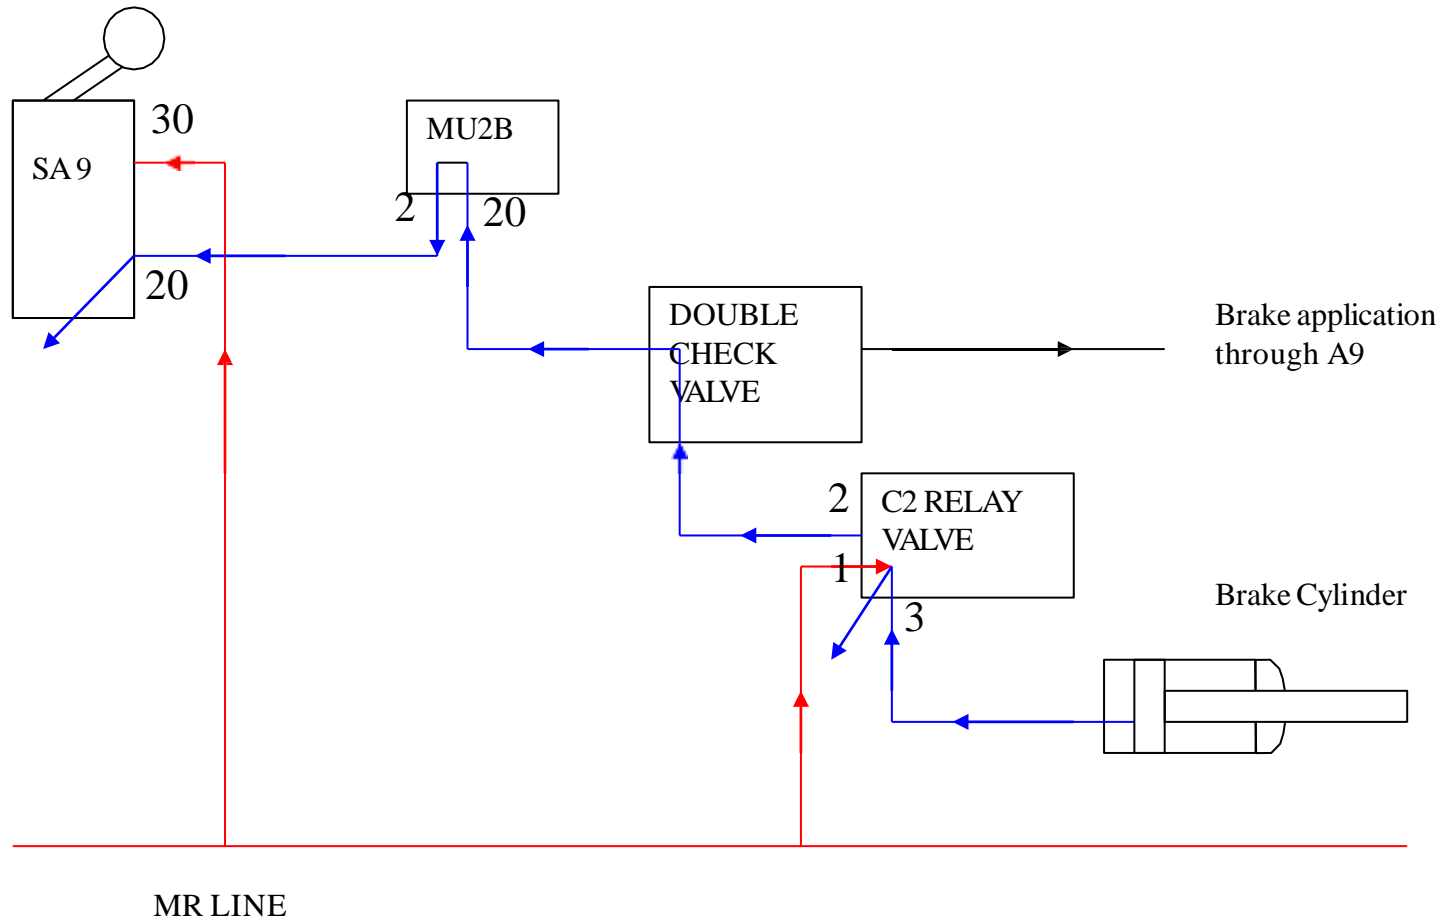 30
MU2B
SA 9
2
20
20
DOUBLE
CHECK
VALVE
Brake application
through A9
2
C2 RELAY
VALVE
1
3
Brake Cylinder
MR LINE